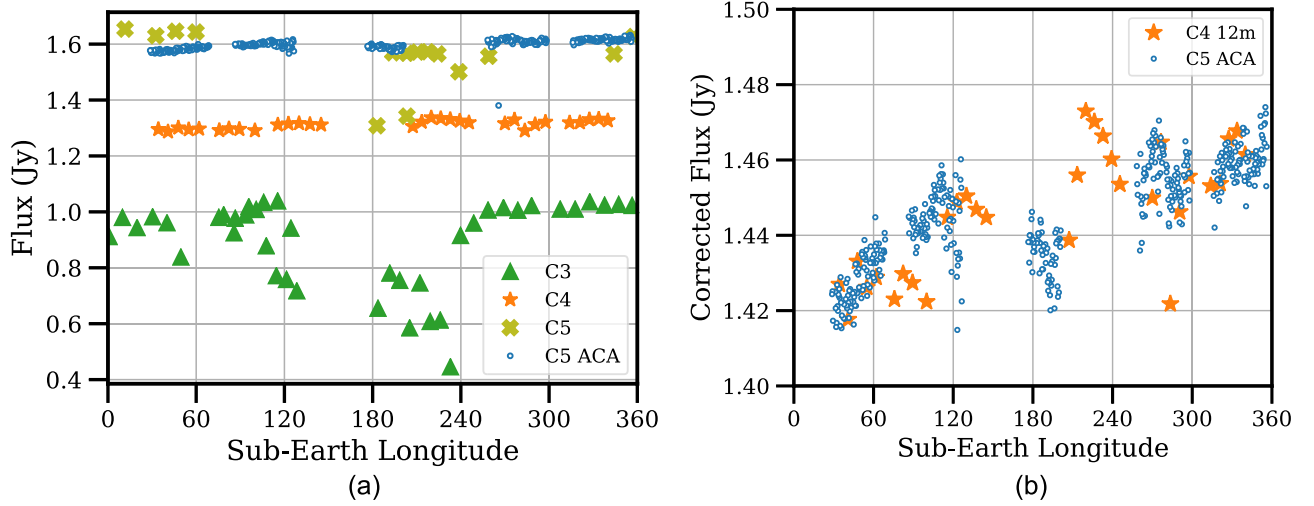 Flux (Jy)
1.6
1.4
1.2
1.0
0.8
0.6
0.4
0 60 120 180 240 300 360
Sub-Earth Longitude
C3
C4
C5
C5 ACA
(a)
Corrected Flux (Jy)
1.50
1.48
1.46
1.44
1.42
1.40
0 60 120 180 240 300 360
Sub-Earth Longitude
C4 12m
C5 ACA
(b)